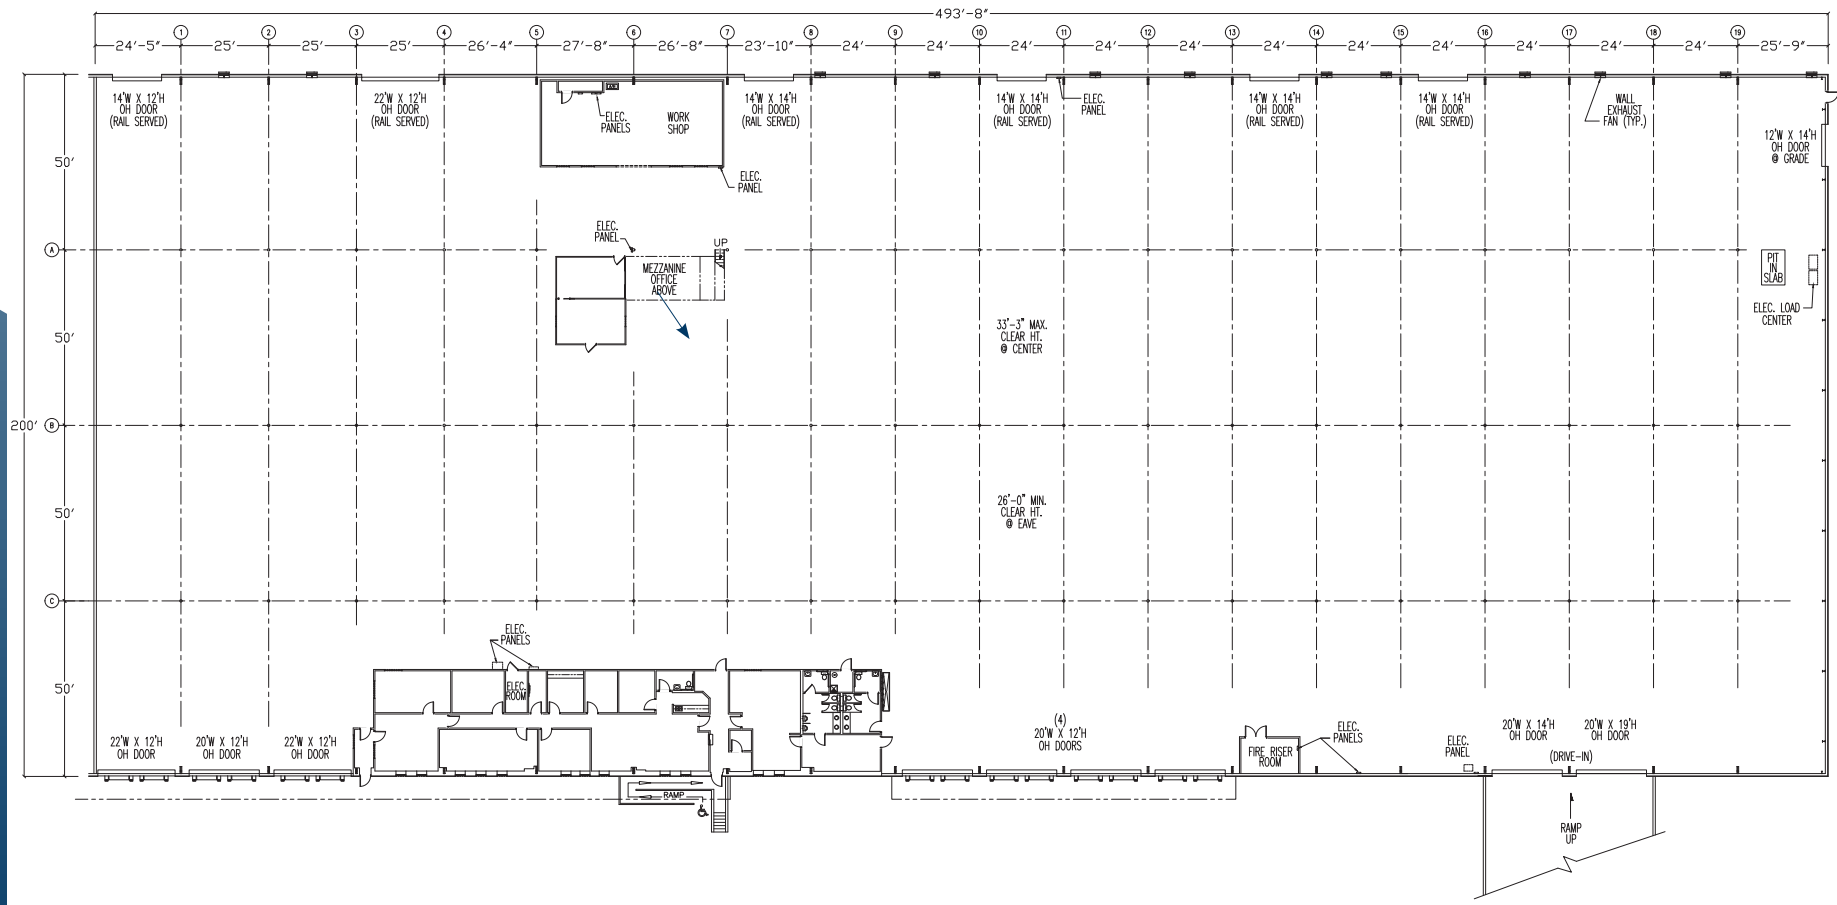 493'-8"
1 2 3 4 5 6 7 8 9 10 11 12 13 14 15 16 17 18 19
24'-5" 25' 25' 25' 26'-4" 27'-8" 26'-8" 23'-10" 24' 24' 24' 24' 24' 24' 24' 24' 24' 24' 24' 25'-9"
14'W X 12'H
OH DOOR
(RAIL SERVED)
22'W X 12'H
OH DOOR
(RAIL SERVED)
ELEC.
PANELS
WORK
SHOP
14'W X 14'H
OH DOOR
(RAIL SERVED)
14'W X 14'H
OH DOOR
(RAIL SERVED)
ELEC.
PANEL
14'W X 14'H
OH DOOR
(RAIL SERVED)
14'W X 14'H
OH DOOR
(RAIL SERVED)
WALL
EXHAUST
FAN (TYP.)
12'W X 14'H
OH DOOR
@ GRADE
50'
ELEC.
PANEL
ELEC.
PANEL
UP
A
MEZZANINE
OFFICE
ABOVE
PIT
IN
SLAB
ELEC. LOAD
CENTER
50'
33'-3" MAX.
CLEAR HT.
@ CENTER
200'
B
50'
26'-0" MIN.
CLEAR HT.
@ EAVE
C
ELEC.
PANELS
50'
ELEC.
ROOM
22'W X 12'H
OH DOOR
20'W X 12'H
OH DOOR
22'W X 12'H
OH DOOR
(4)
20'W X 12'H
OH DOORS
FIRE RISER
ROOM
ELEC.
PANELS
ELEC.
PANEL
20'W X 14'H
OH DOOR
20'W X 19'H
OH DOOR
(DRIVE-IN)
RAMP
RAMP
UP